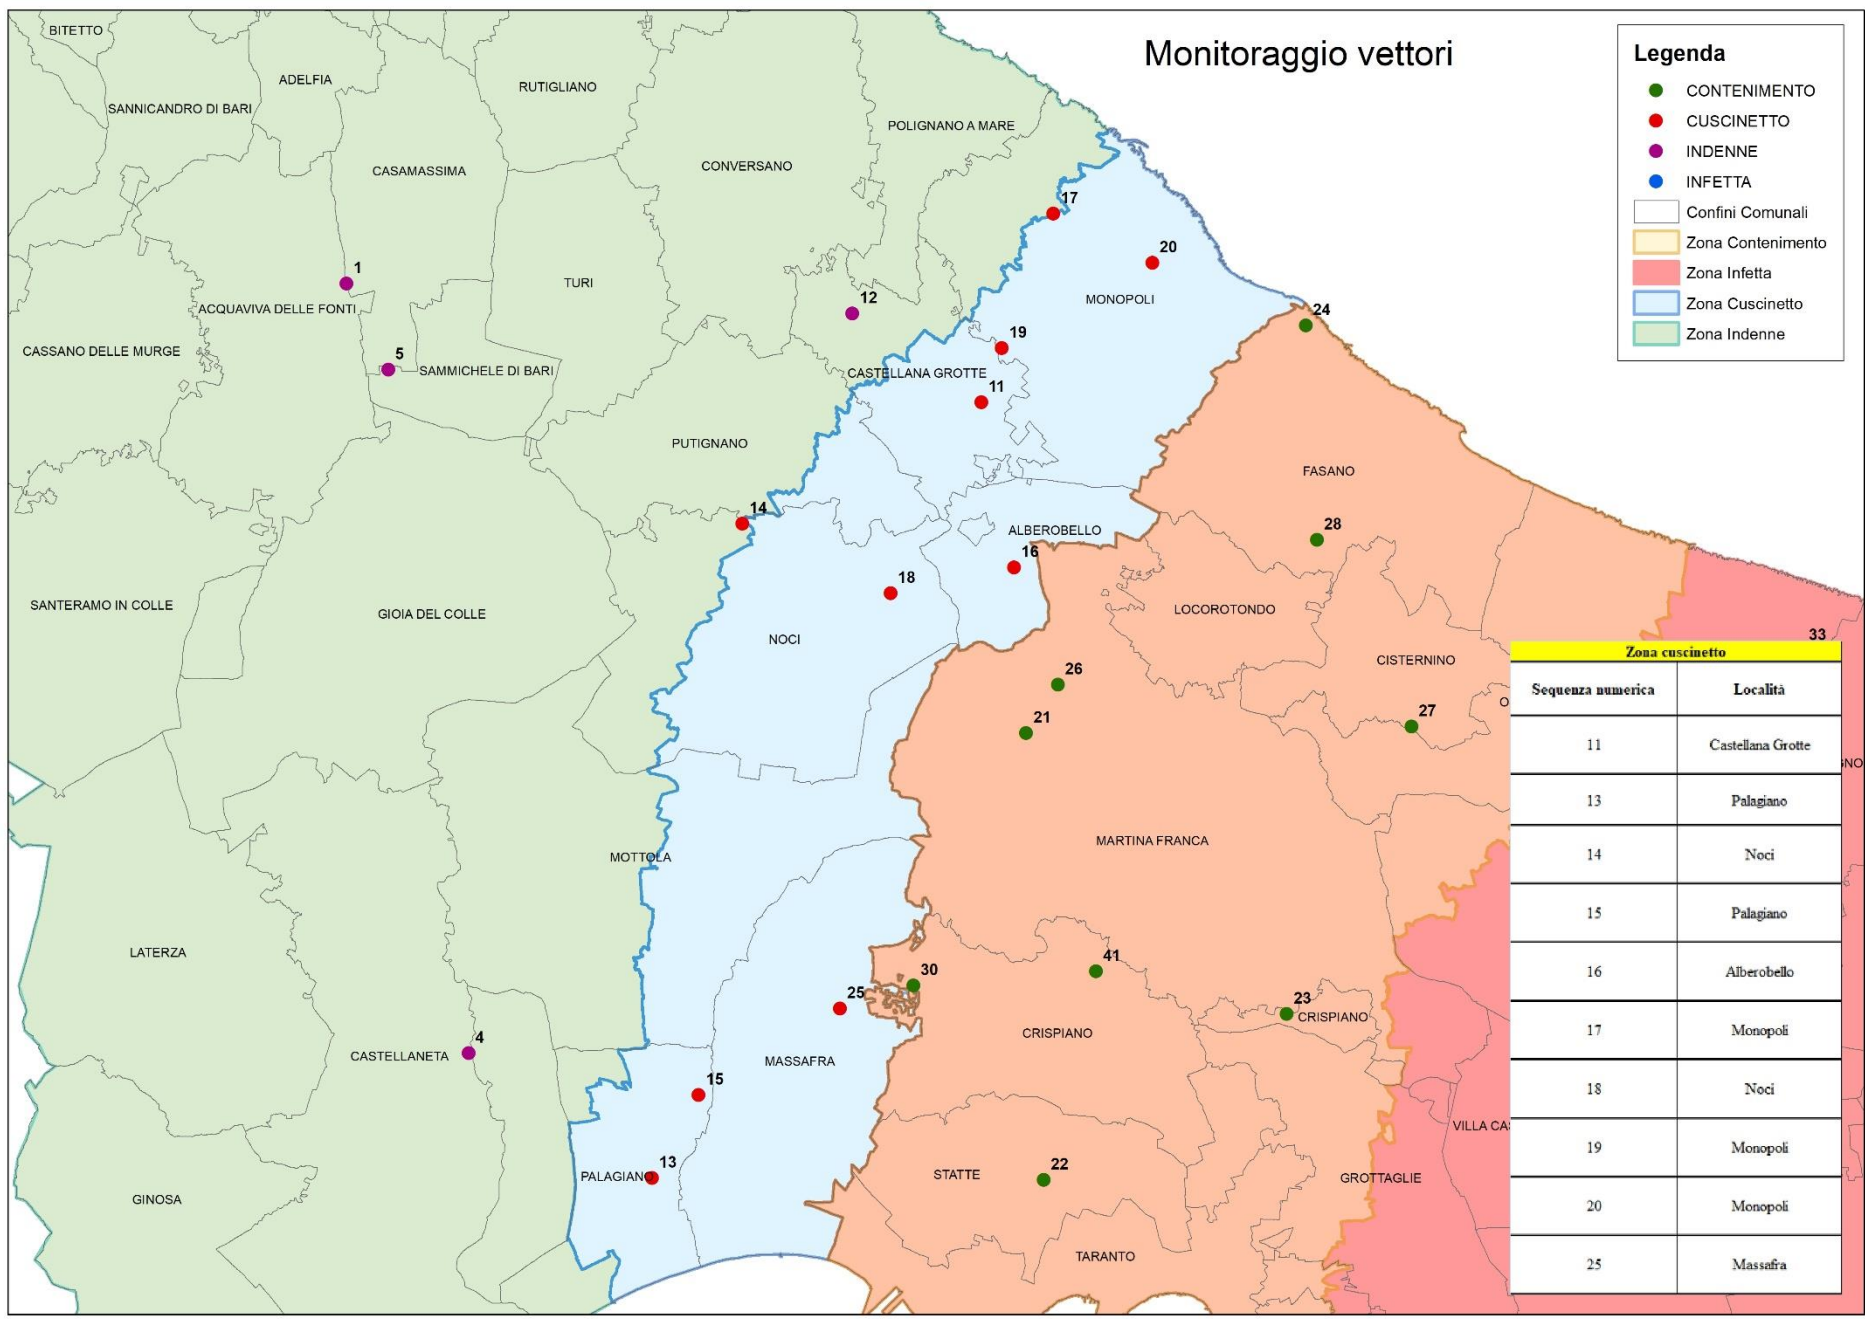 Monitoraggio vettori
Legenda
CONTENIMENTO
CUSCINETTO
INDENNE
INFETTA
Confini Comunali
Zona Contenimento
Zona Infetta
Zona Cuscinetto
Zona Indenne
BITETTO
ADELFIA
RUTIGLIANO
SANNICANDRO DI BARI
POLIGNANO A MARE
CASAMASSIMA
CONVERSANO
17
20
1
TURI
12
MONOPOLI
ACQUAVIVA DELLE FONTI
24
19
CASSANO DELLE MURGE
5
SAMMICHELE DI BARI
CASTELLANA GROTTE
11
PUTIGNANO
FASANO
14
28
ALBEROBELLO
16
18
SANTERAMO IN COLLE
GIOIA DEL COLLE
LOCOROTONDO
NOCI
33
CISTERNINO
26
O
21
27
GNO
MARTINA FRANCA
MOTTOLA
LATERZA
41
30
25
23
CRISPIANO
CRISPIANO
4
CASTELLANETA
MASSAFRA
15
VILLA CAS
13
22
PALAGIANO
STATTE
GROTTAGLIE
GINOSA
TARANTO
Zona cuscinetto
Sequenza numerica Località
11 Castellana Grotte
13 Palagiano
14 Noci
15 Palagiano
16 Alberobello
17 Monopoli
18 Noci
19 Monopoli
20 Monopoli
25 Massafra